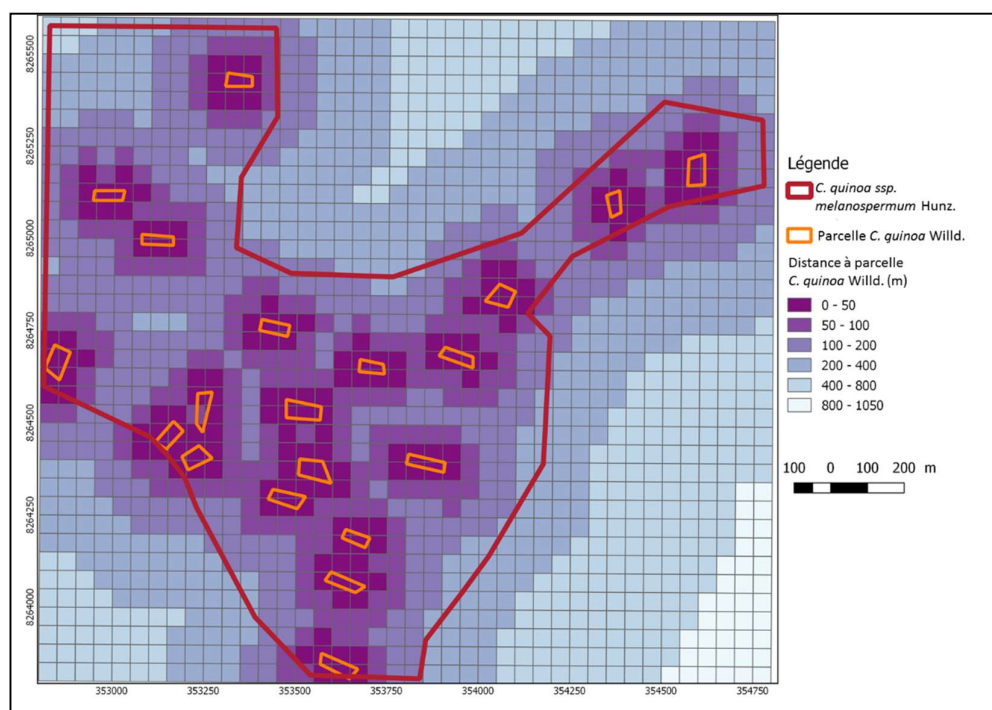 8265500
8265250
8265000
8264750
8264500
8264250
8264000
353000 353250 353500 353750 354000 354250 354500 354750
Légende
C. quinoa ssp.
melanospermum Hunz.
Parcelle C. quinoa Willd.
Distance à parcelle
C. quinoa Willd. (m)
0 - 50
50 - 100
100 - 200
200 - 400
400 - 800
800 - 1050
100 0 100 200 m